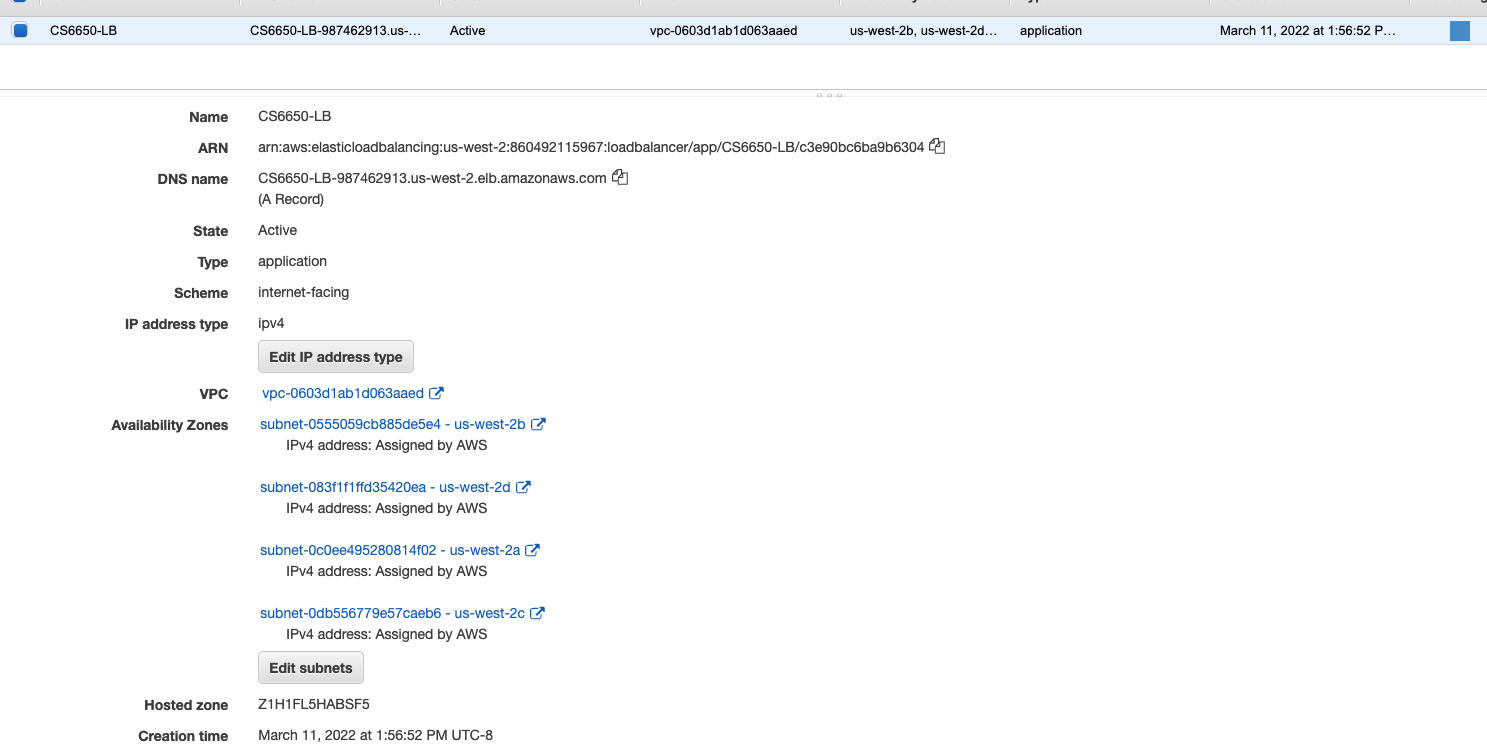 CS6650-LB CS6650-LB-987462913.us-... Active vpc-0603d1ab1d063aaed us-west-2b, us-west-2d... application March 11, 2022 at 1:56:52 P...
Name CS6650-LB
ARN arn:aws:elasticloadbalancing:us-west-2:860492115967:loadbalancer/app/CS6650-LB/c3e90bc6ba9b6304
DNS name CS6650-LB-987462913.us-west-2.elb.amazonaws.com
(A Record)
State Active
Type application
Scheme internet-facing
IP address type ipv4
Edit IP address type
VPC vpc-0603d1ab1d063aaed
Availability Zones subnet-0555059cb885de5e4 - us-west-2b
IPv4 address: Assigned by AWS
subnet-083f1f1ffd35420ea - us-west-2d
IPv4 address: Assigned by AWS
subnet-0c0ee495280814f02 - us-west-2a
IPv4 address: Assigned by AWS
subnet-0db556779e57caeb6 - us-west-2c
IPv4 address: Assigned by AWS
Edit subnets
Hosted zone Z1H1FL5HABSF5
Creation time March 11, 2022 at 1:56:52 PM UTC-8